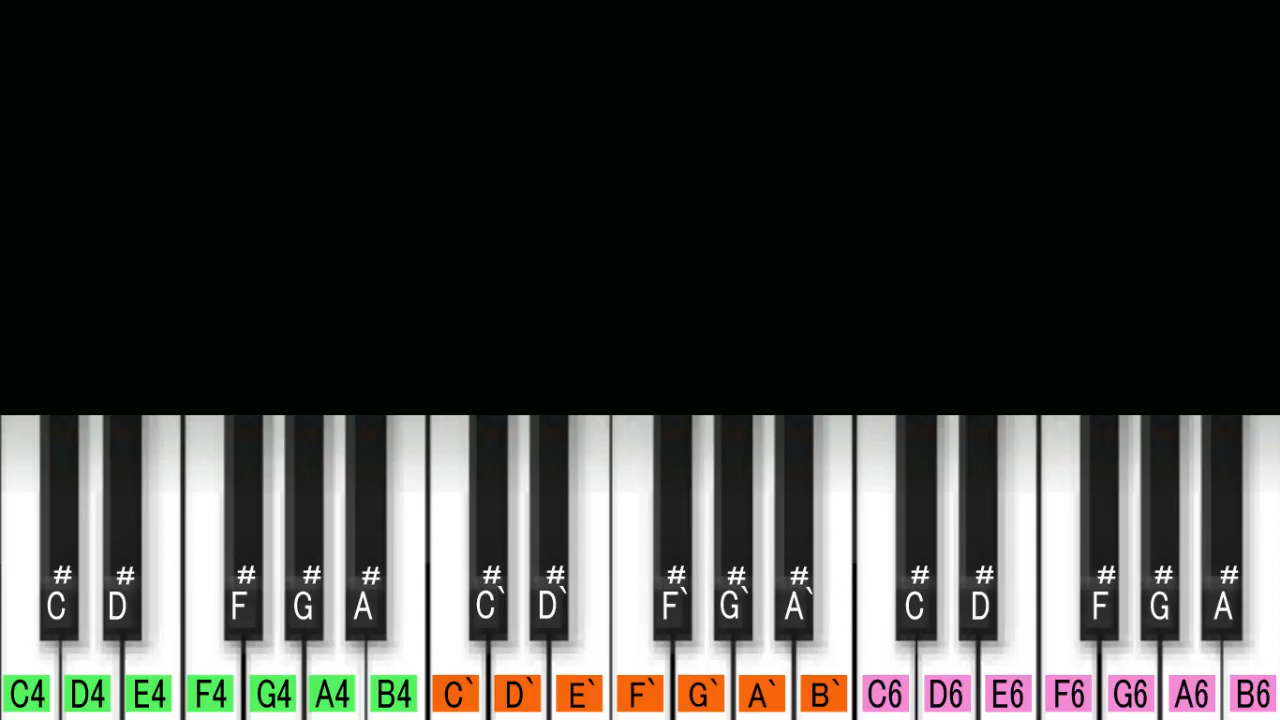 # # # # # # # # # # # # # # #
C D F G A C` D` F` G` A` C D F G A
C4 D4 E4 F4 G4 A4 B4 C` D` E` F` G` A` B` C6 D6 E6 F6 G6 A6 B6